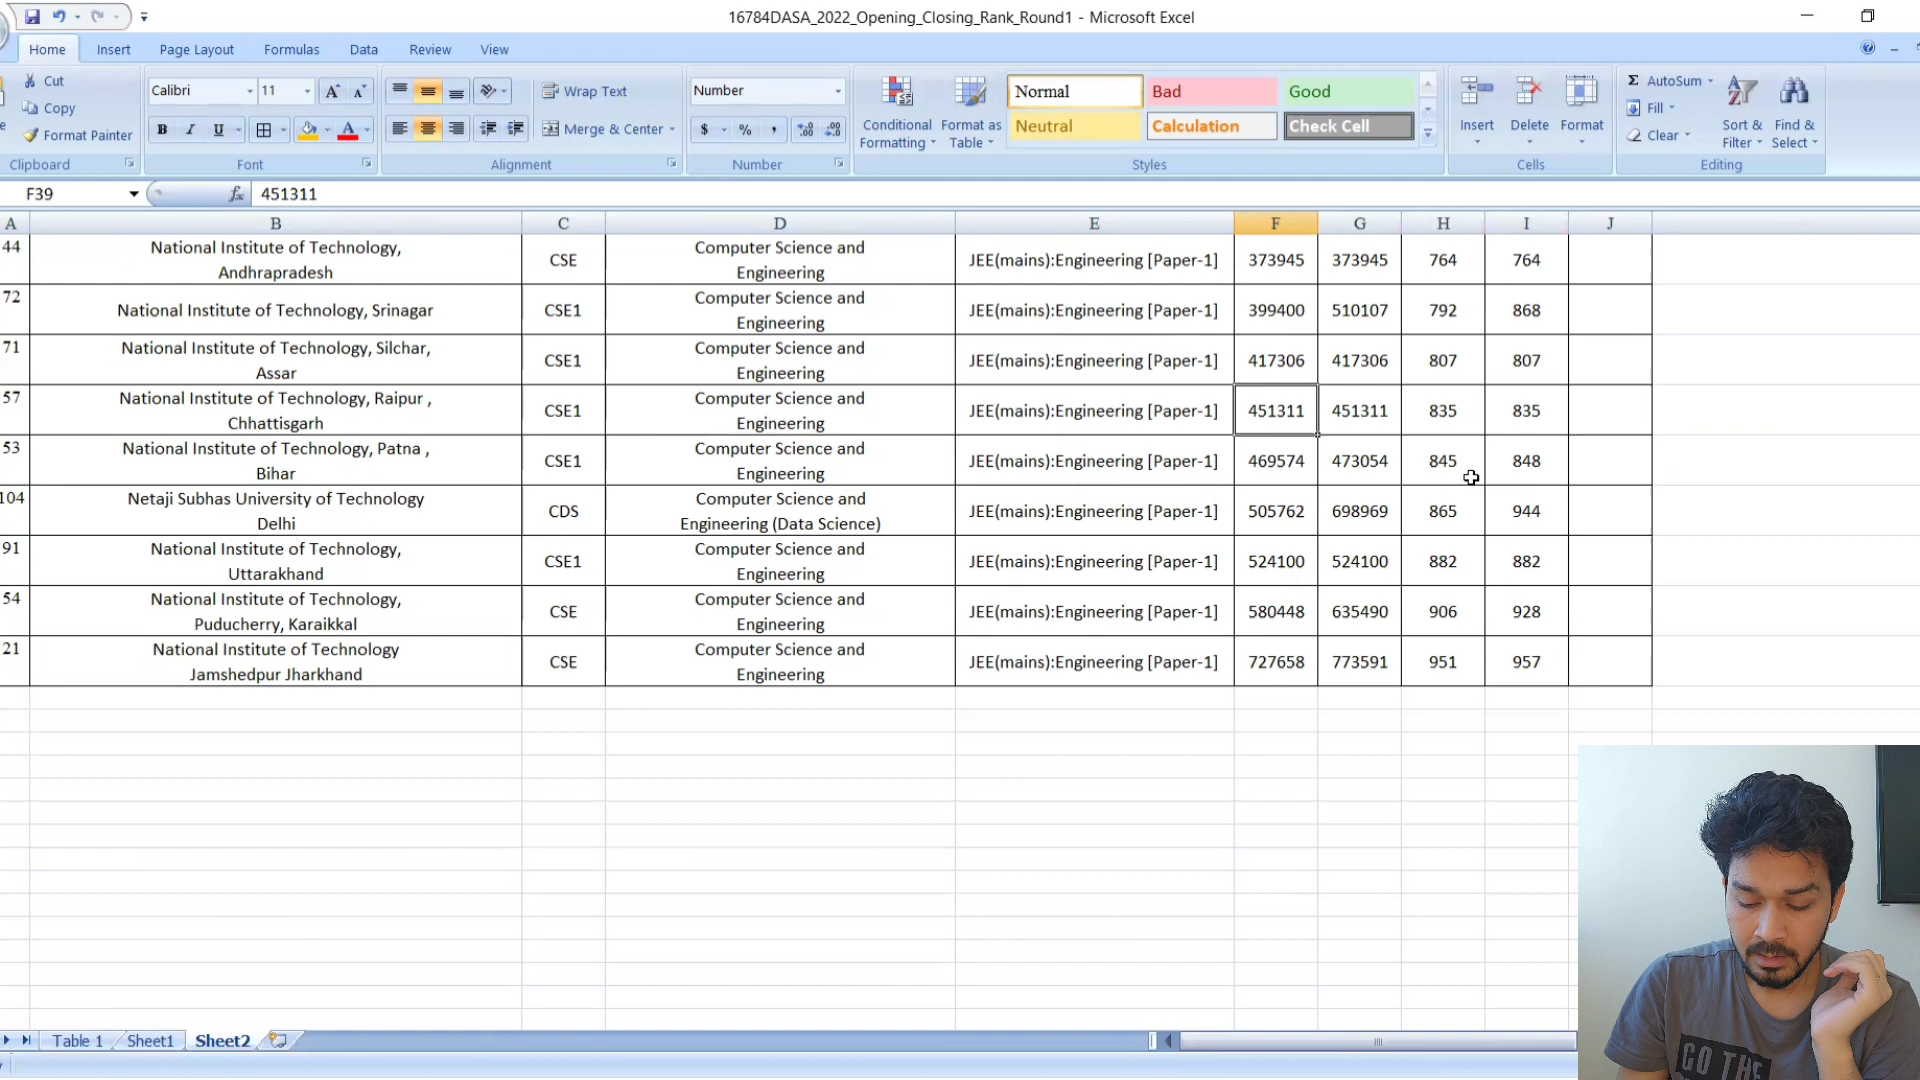 16784DASA_2022_Opening_Closing_Rank_Round1 - Microsoft Excel
Home Insert Page Layout Formulas Data Review View
Cut
Copy
Format Painter
Clipboard
Calibri 11
Font
Wrap Text
Merge & Center
Alignment
Number
Number
Conditional
Formatting
Format as
Table
Normal Bad Good
Neutral Calculation Check Cell
Styles
Insert Delete Format
Cells
AutoSum
Fill
Clear
Sort &
Filter
Find &
Select
Editing
F39 fx 451311
A B C D E F G H I J
44 National Institute of Technology,
Andhrapradesh CSE Computer Science and
Engineering JEE(mains):Engineering [Paper-1] 373945 373945 764 764
72 National Institute of Technology, Srinagar CSE1 Computer Science and
Engineering JEE(mains):Engineering [Paper-1] 399400 510107 792 868
71 National Institute of Technology, Silchar,
Assar CSE1 Computer Science and
Engineering JEE(mains):Engineering [Paper-1] 417306 417306 807 807
57 National Institute of Technology, Raipur ,
Chhattisgarh CSE1 Computer Science and
Engineering JEE(mains):Engineering [Paper-1] 451311 451311 835 835
53 National Institute of Technology, Patna ,
Bihar CSE1 Computer Science and
Engineering JEE(mains):Engineering [Paper-1] 469574 473054 845 848
104 Netaji Subhas University of Technology
Delhi CDS Computer Science and
Engineering (Data Science) JEE(mains):Engineering [Paper-1] 505762 698969 865 944
91 National Institute of Technology,
Uttarakhand CSE1 Computer Science and
Engineering JEE(mains):Engineering [Paper-1] 524100 524100 882 882
54 National Institute of Technology,
Puducherry, Karaikkal CSE Computer Science and
Engineering JEE(mains):Engineering [Paper-1] 580448 635490 906 928
21 National Institute of Technology
Jamshedpur Jharkhand CSE Computer Science and
Engineering JEE(mains):Engineering [Paper-1] 727658 773591 951 957
Table 1 Sheet1 Sheet2
GO THE